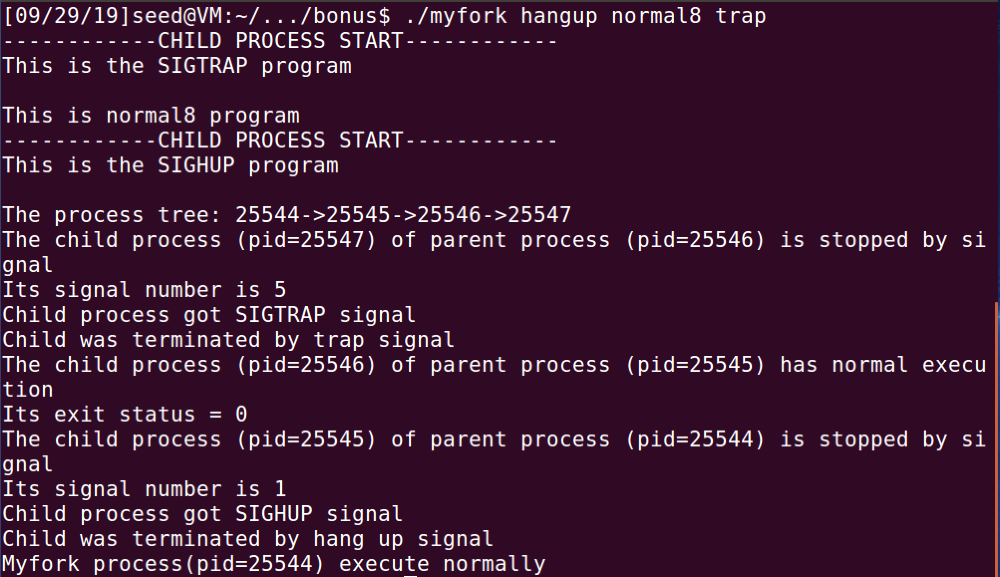 [09/29/19]seed@VM:~/.../bonus$ ./myfork hangup normal8 trap
------------CHILD PROCESS START------------
This is the SIGTRAP program
This is normal8 program
------------CHILD PROCESS START------------
This is the SIGHUP program
The process tree: 25544->25545->25546->25547
The child process (pid=25547) of parent process (pid=25546) is stopped by si
gnal
Its signal number is 5
Child process got SIGTRAP signal
Child was terminated by trap signal
The child process (pid=25546) of parent process (pid=25545) has normal execu
tion
Its exit status = 0
The child process (pid=25545) of parent process (pid=25544) is stopped by si
gnal
Its signal number is 1
Child process got SIGHUP signal
Child was terminated by hang up signal
Myfork process(pid=25544) execute normally